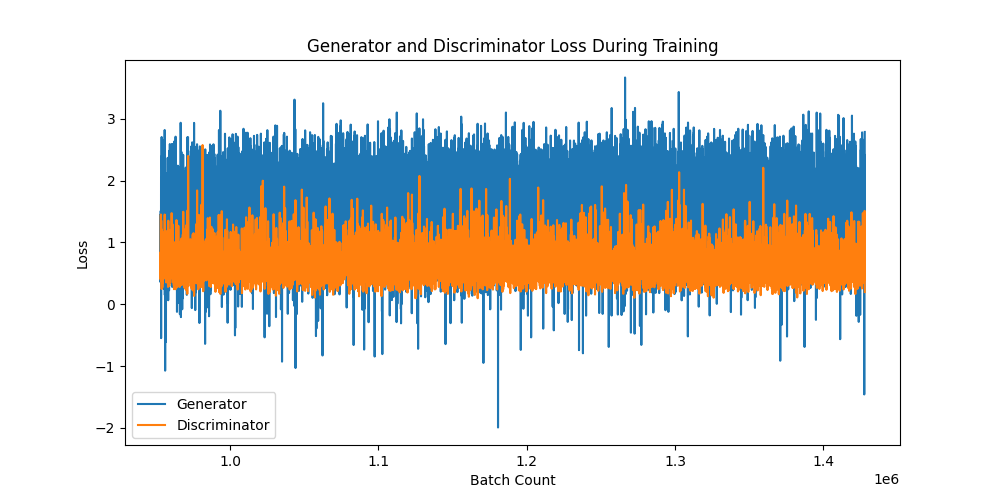 Generator and Discriminator Loss During Training
Loss
3
2
1
0
−1
−2
Generator
Discriminator
1.0 1.1 1.2 1.3 1.4
1e6
Batch Count